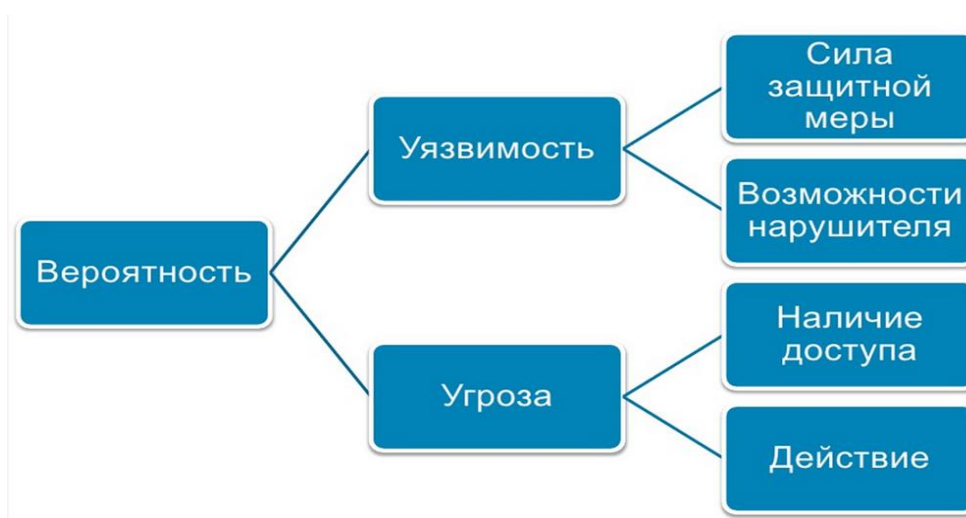 Сила
защитной
меры
Уязвимость
Возможности
нарушителя
Вероятность
Наличие
доступа
Угроза
Действие